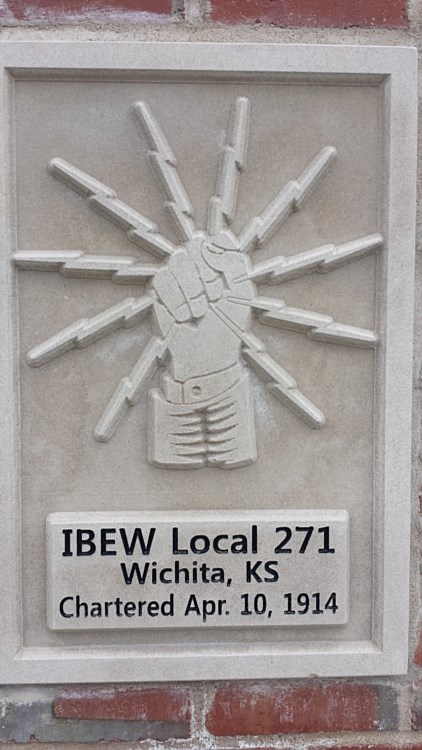 IBEW Local 271
Wichita, KS
Chartered Apr. 10, 1914